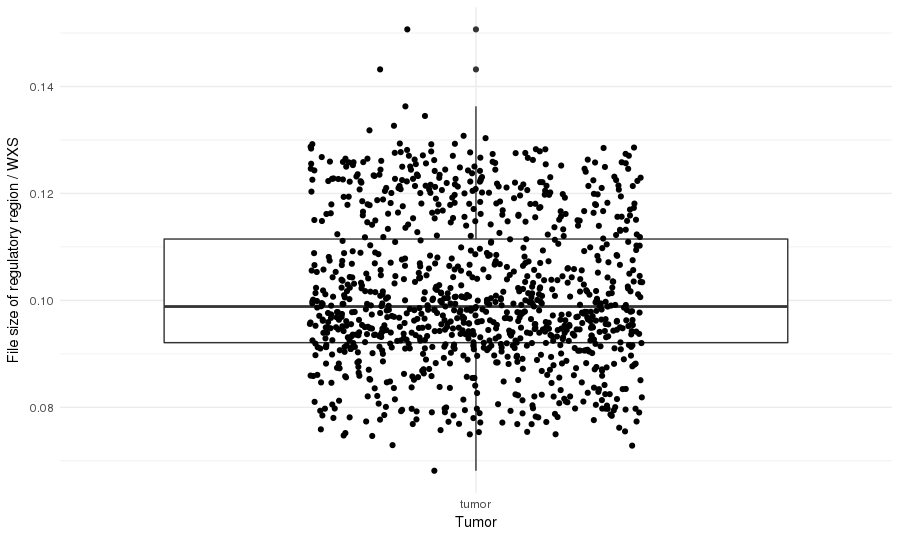 File size of regulatory region / WXS
0.14
0.12
0.10
0.08
tumor
Tumor